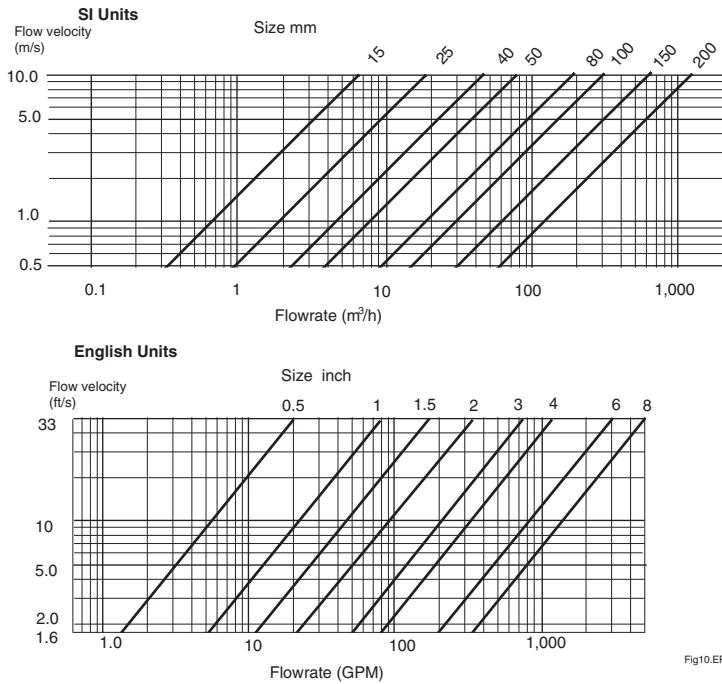 SI Units
Flow velocity
(m/s)
Size mm
15 25 40 50 80 100 150 200
10.0
5.0
1.0
0.5
0.1 1 10 100 1,000
Flowrate (m³/h)
English Units
Flow velocity
(ft/s)
Size inch
0.5 1 1.5 2 3 4 6 8
33
10
5.0
2.0
1.6
1.0 10 100 1,000
Flowrate (GPM)